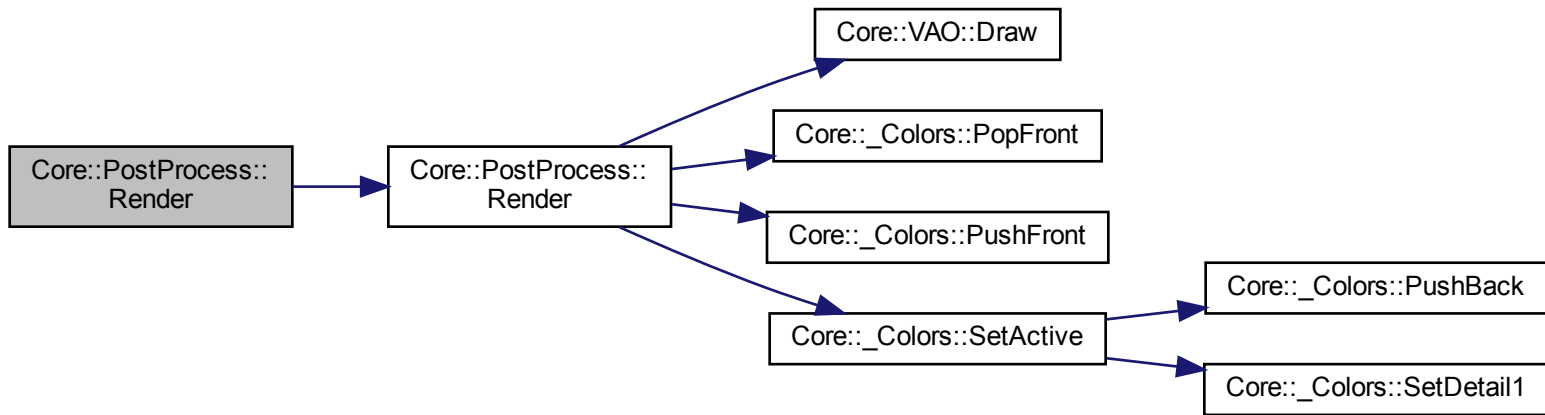 Core::VAO::Draw
Core::_Colors::PopFront
Core::PostProcess::
Render
Core::PostProcess::
Render
Core::_Colors::PushFront
Core::_Colors::PushBack
Core::_Colors::SetActive
Core::_Colors::SetDetail1